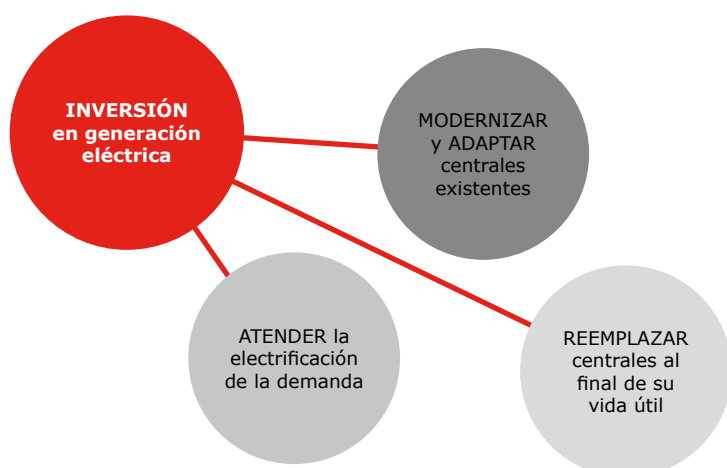 INVERSIÓN
en generación
eléctrica
MODERNIZAR
y ADAPTAR
centrales
existentes
ATENDER la
electrificación
de la demanda
REEMPLAZAR
centrales al
final de su
vida útil